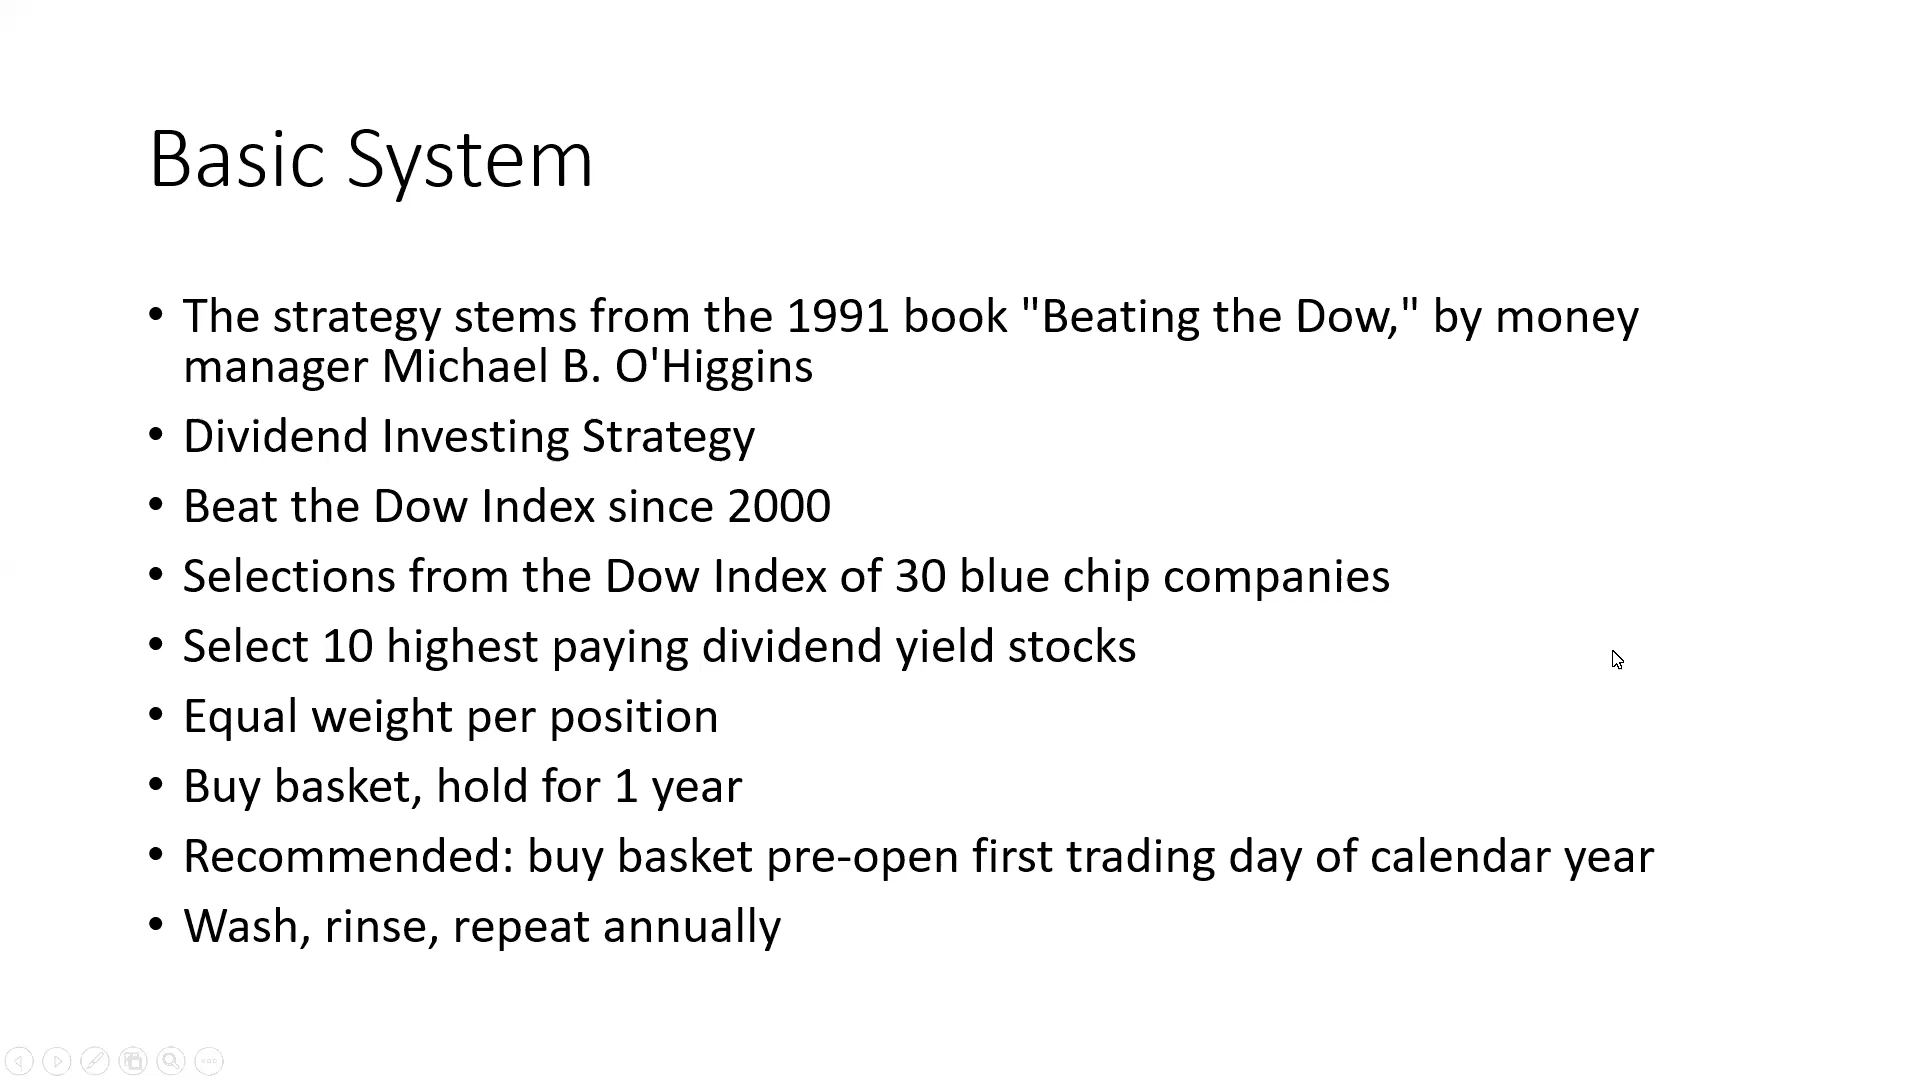 Basic System
• The strategy stems from the 1991 book "Beating the Dow," by money
manager Michael B. O'Higgins
• Dividend Investing Strategy
• Beat the Dow Index since 2000
• Selections from the Dow Index of 30 blue chip companies
• Select 10 highest paying dividend yield stocks
• Equal weight per position
• Buy basket, hold for 1 year
• Recommended: buy basket pre-open first trading day of calendar year
• Wash, rinse, repeat annually